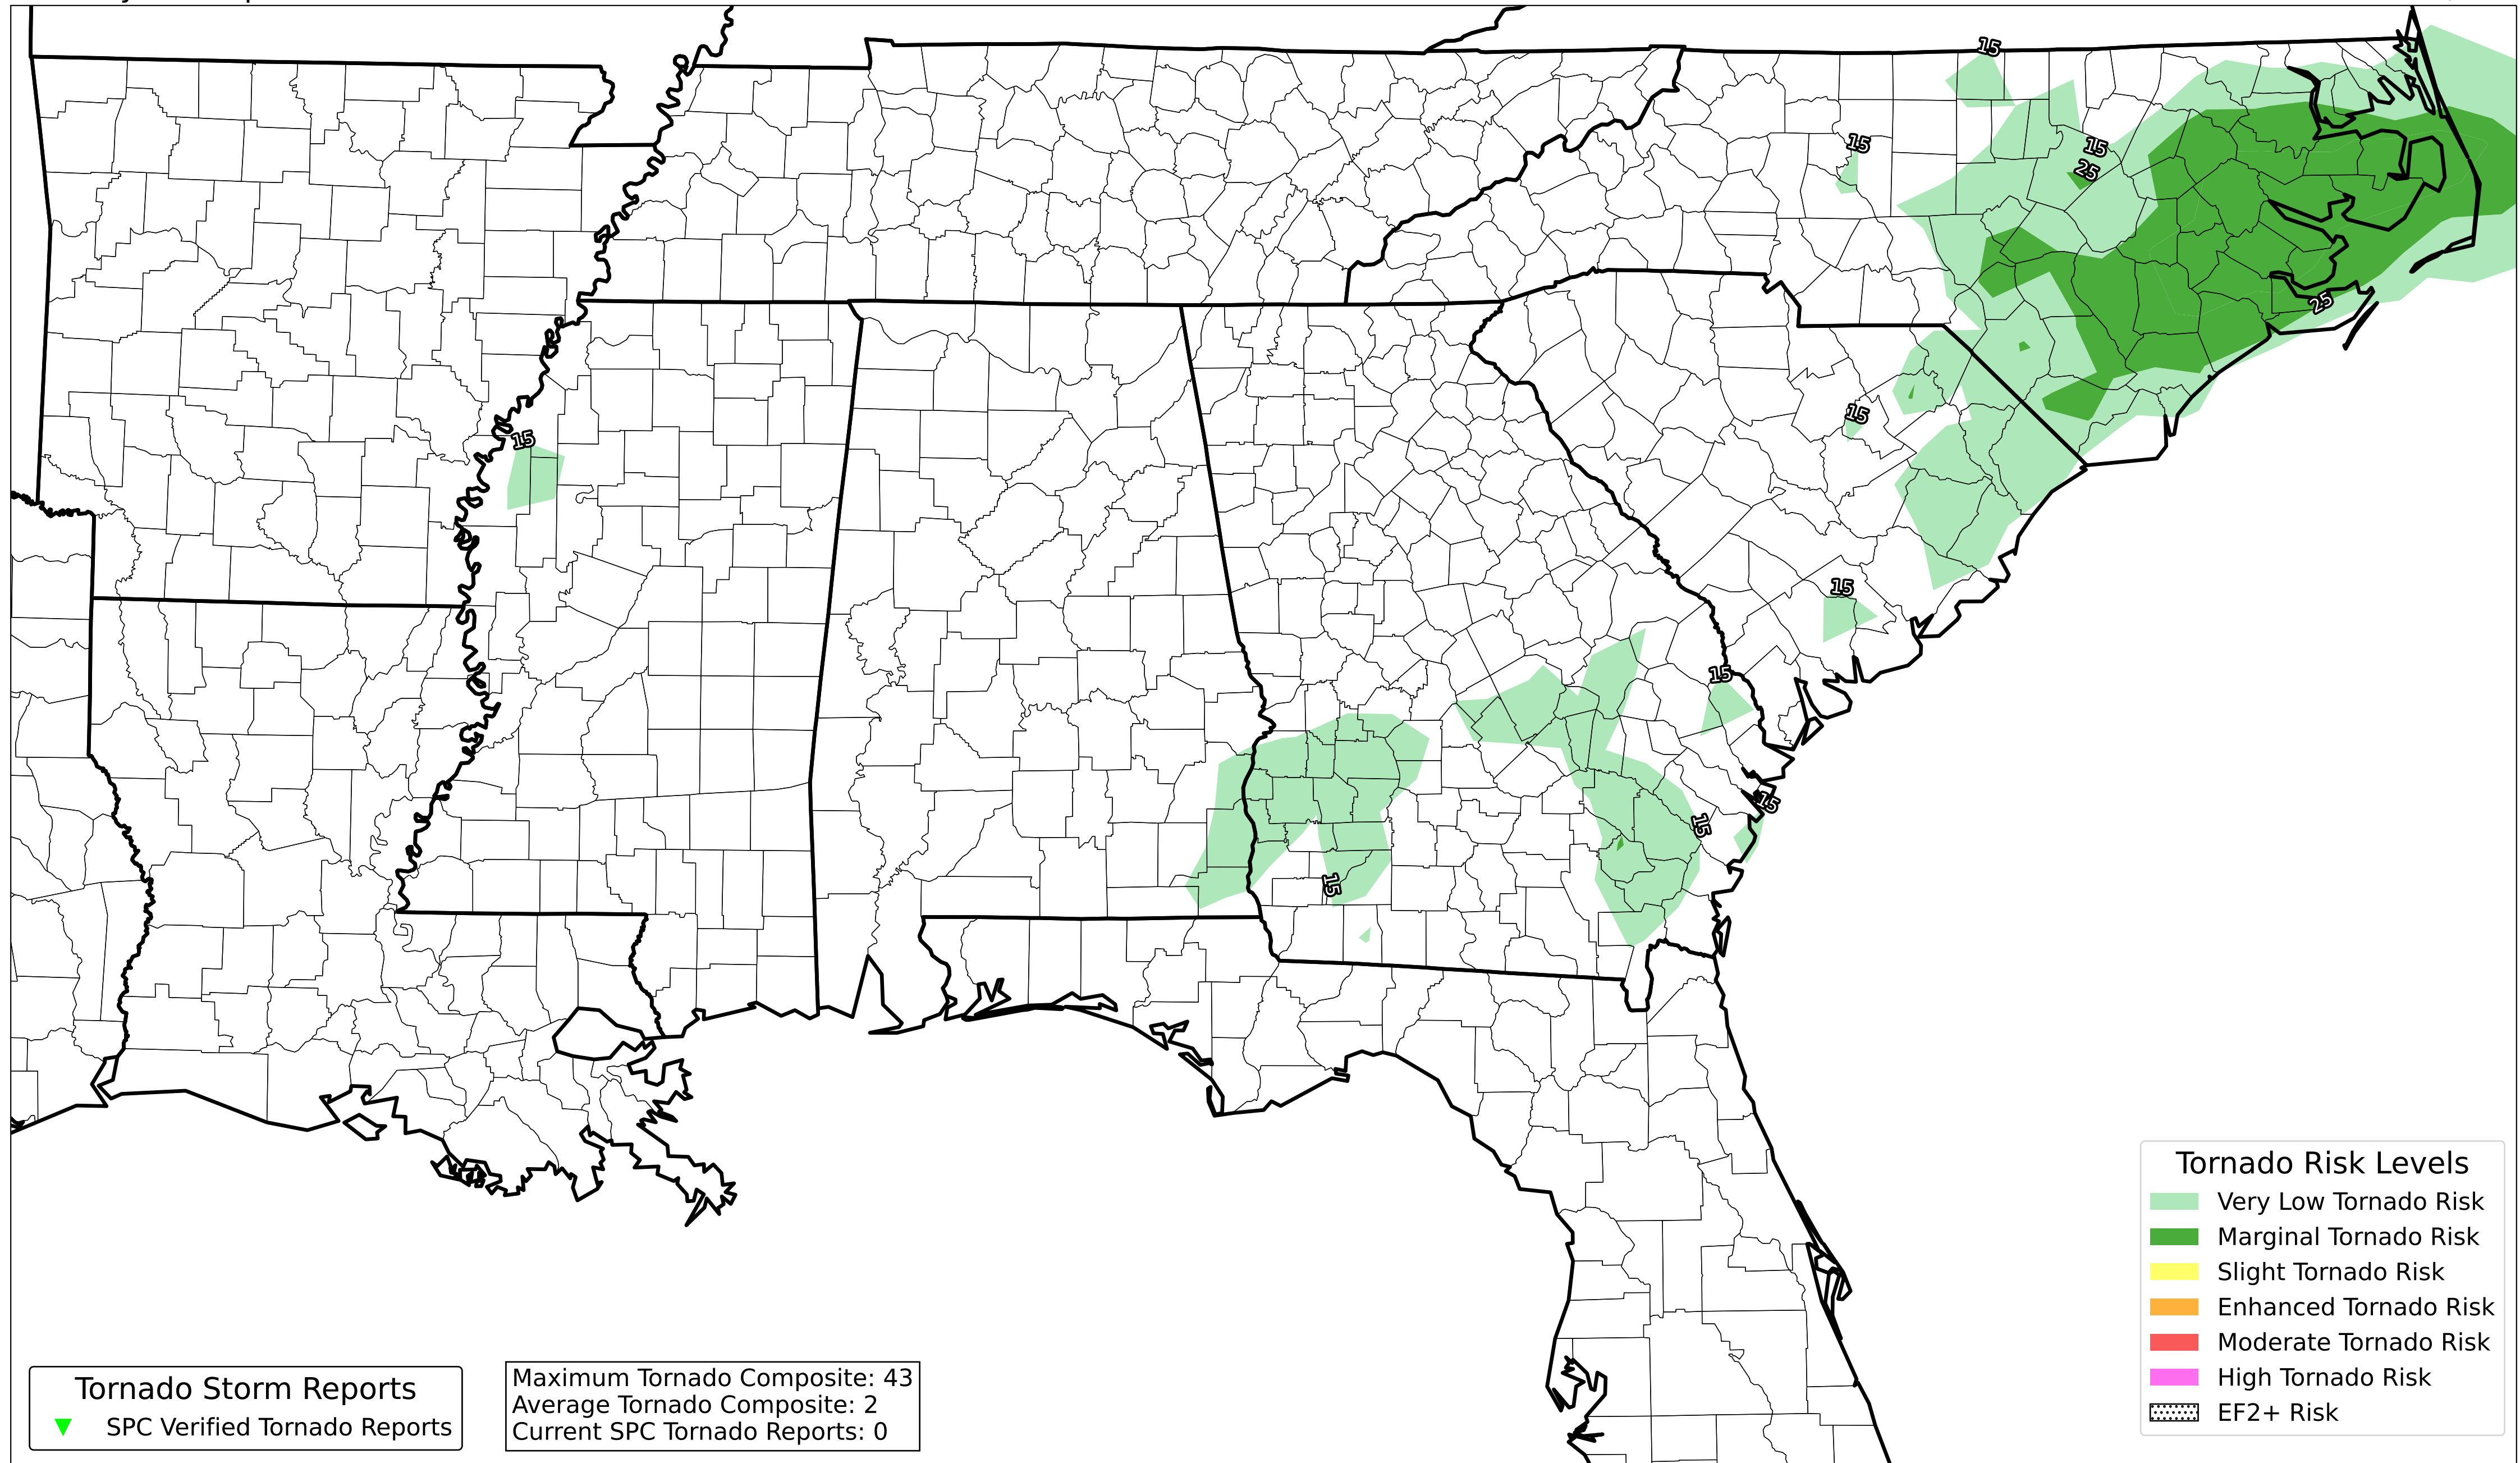 15
15
15
25
25
15
15
15
15
15
15
15
Tornado Risk Levels
Very Low Tornado Risk
Marginal Tornado Risk
Slight Tornado Risk
Enhanced Tornado Risk
Moderate Tornado Risk
High Tornado Risk
EF2+ Risk
Tornado Storm Reports
SPC Verified Tornado Reports
Maximum Tornado Composite: 43
Average Tornado Composite: 2
Current SPC Tornado Reports: 0